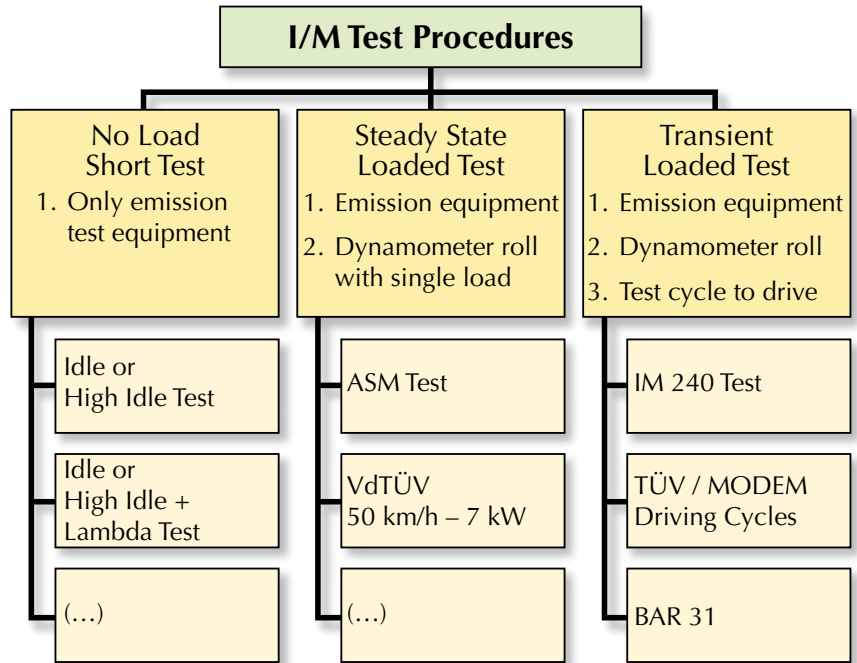 I/M Test Procedures
No Load
Short Test
1. Only emission
test equipment
Idle or
High Idle Test
Idle or
High Idle +
Lambda Test
(…)
Steady State
Loaded Test
1. Emission equipment
2. Dynamometer roll
with single load
ASM Test
VdTÜV
50 km/h – 7 kW
(…)
Transient
Loaded Test
1. Emission equipment
2. Dynamometer roll
3. Test cycle to drive
IM 240 Test
TÜV / MODEM
Driving Cycles
BAR 31